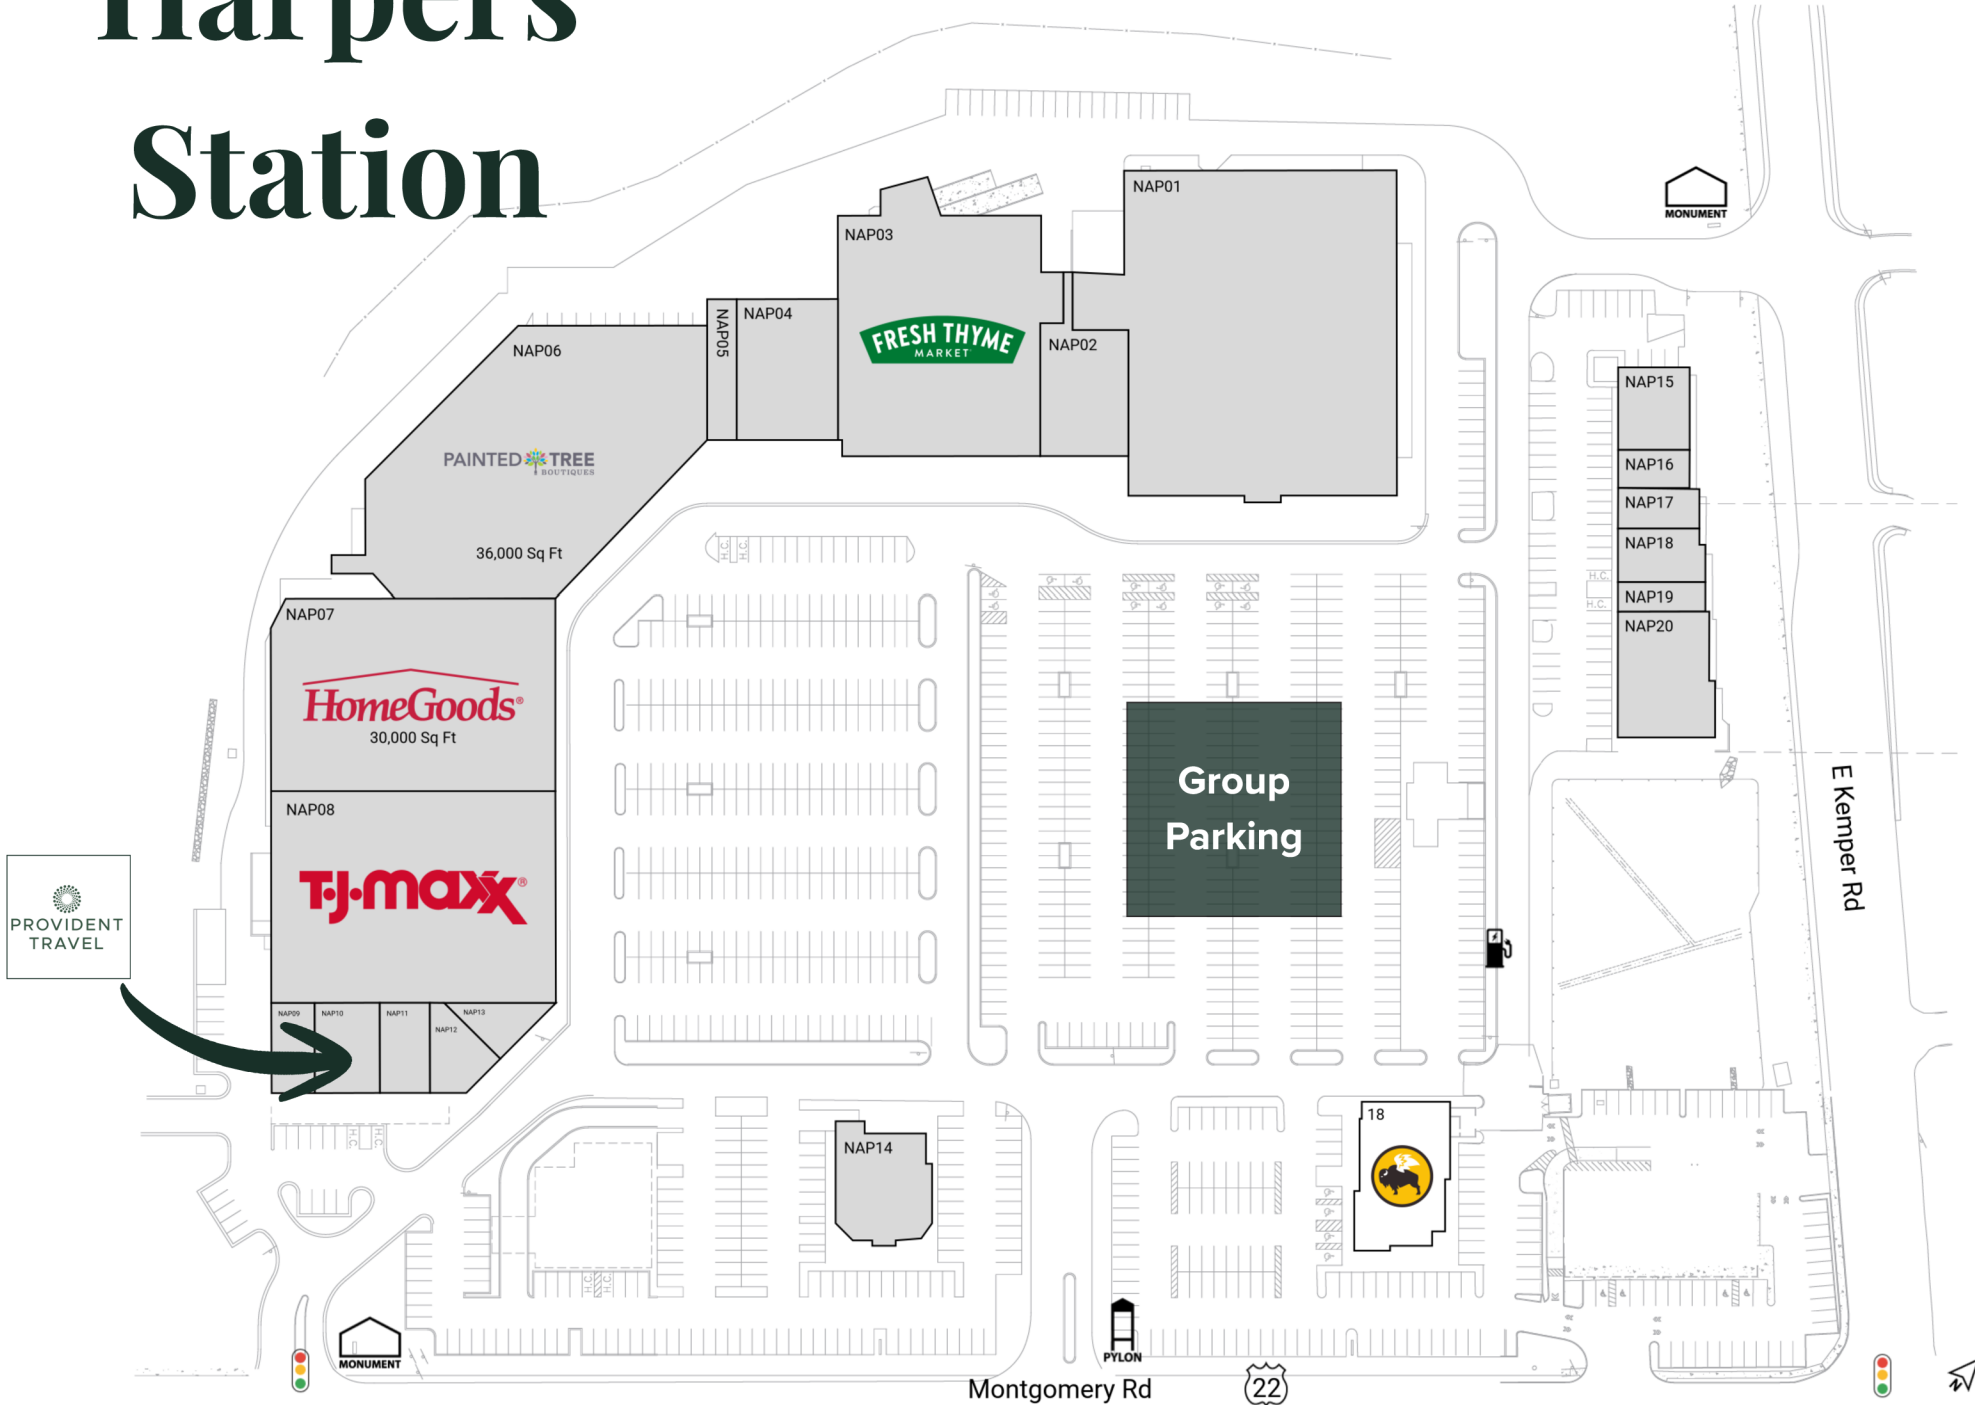 Harpers
Station
NAP01
MONUMENT
NAP03
FRESH THYME
MARKET
NAP02
NAP04
NAP05
NAP06
PAINTED TREE
BOUTIQUES
36,000 Sq Ft
NAP15
NAP16
NAP17
NAP18
NAP19
NAP20
H.C.
H.C.
H.C.
H.C.
NAP07
HomeGoods®
30,000 Sq Ft
NAP08
T.J.maxx®
Group
Parking
E Kemper Rd
PROVIDENT
TRAVEL
NAP09
NAP10
NAP11
NAP12
NAP13
H.C.
H.C.
NAP14
18
H.C.
H.C.
MONUMENT
PYLON
Montgomery Rd
22
N